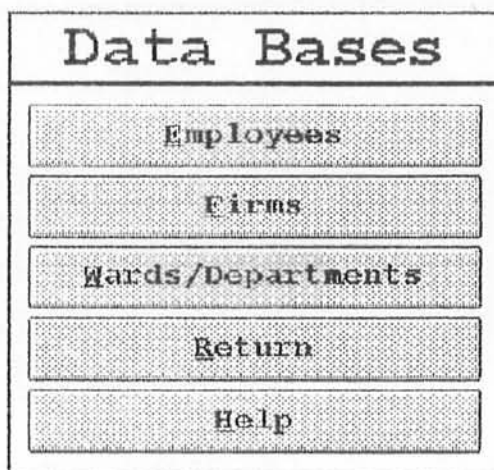 Data Bases
Employees
Firms
Wards/Departments
Return
Help